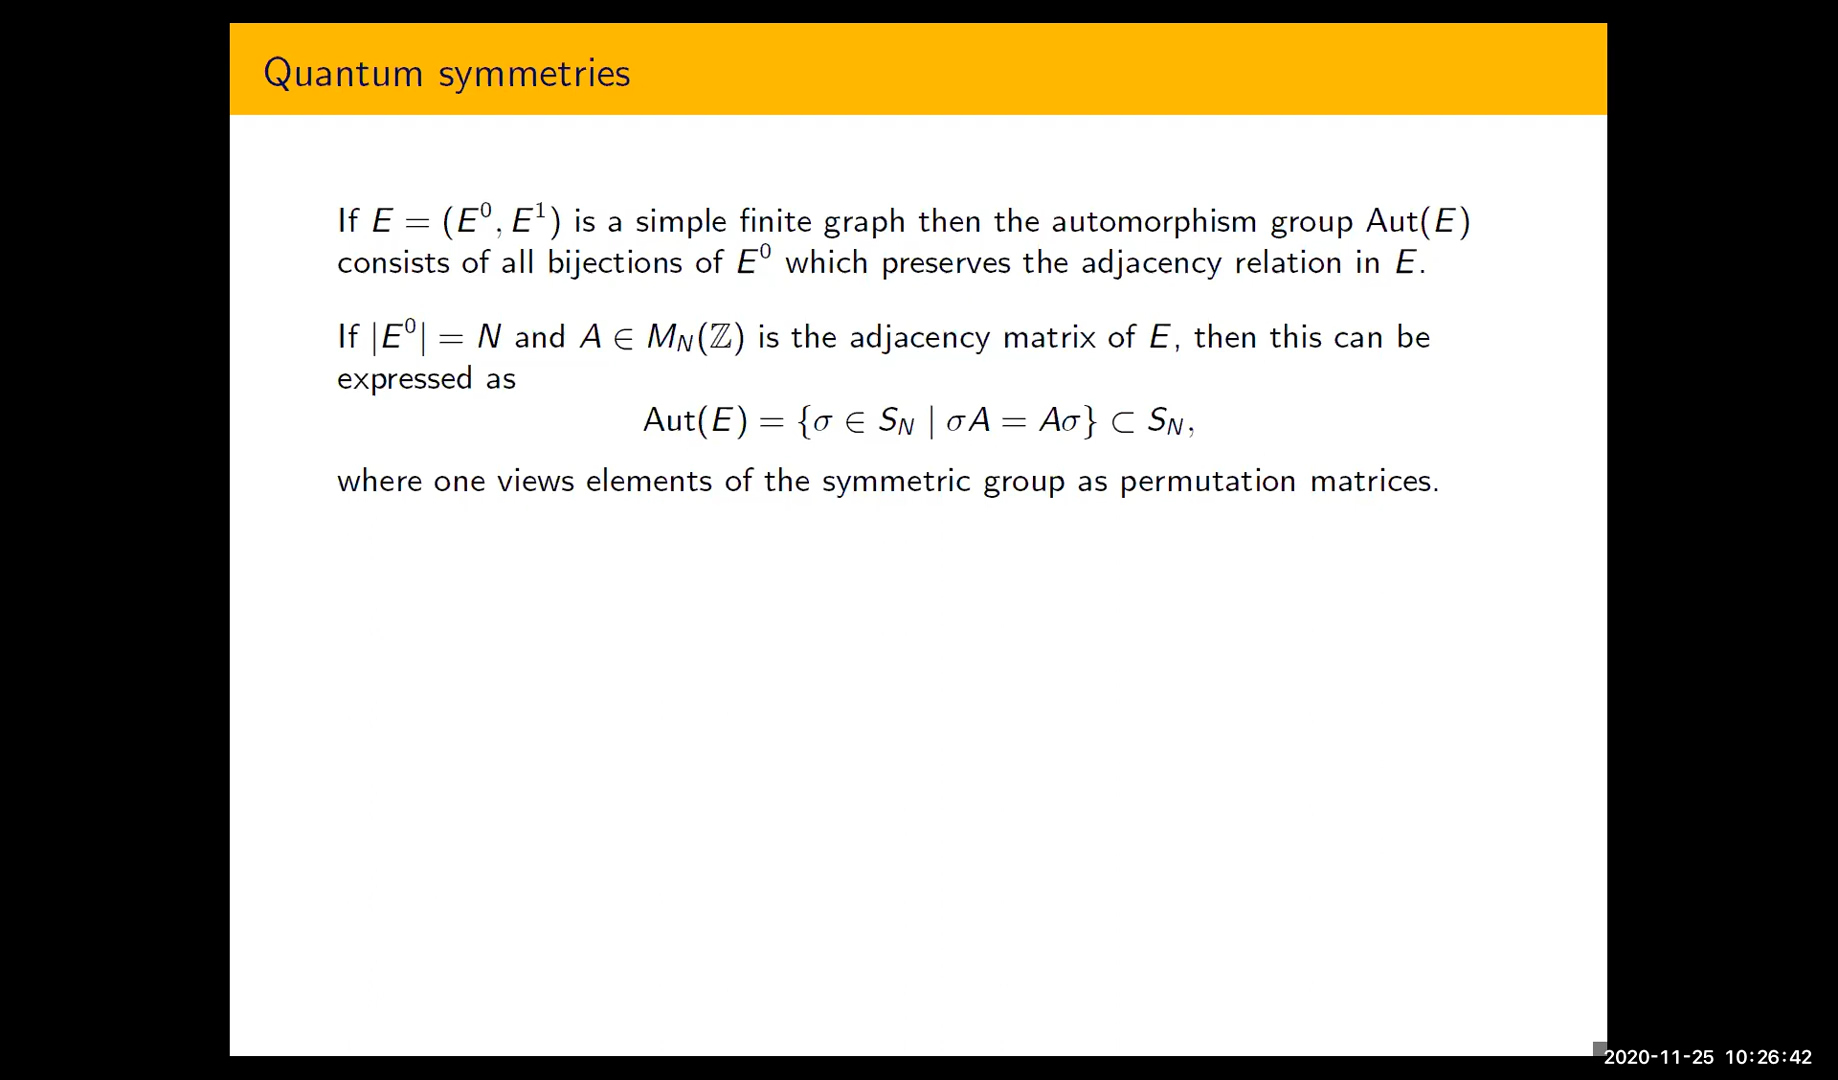 Quantum symmetries
If E = (E⁰, E¹) is a simple finite graph then the automorphism group Aut(E)
consists of all bijections of E⁰ which preserves the adjacency relation in E.
If |E⁰| = N and A ∈ M_N(ℤ) is the adjacency matrix of E, then this can be
expressed as
Aut(E) = {σ ∈ S_N | σA = Aσ} ⊂ S_N,
where one views elements of the symmetric group as permutation matrices.
2020-11-25 10:26:42